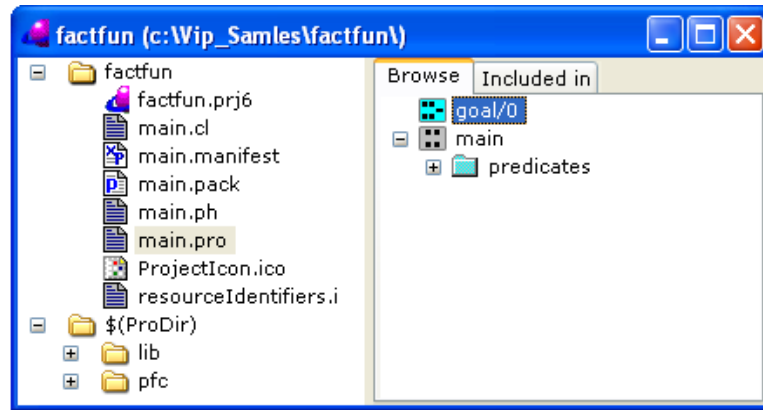 factfun (c:\Vip_Samles\factfun\)
factfun
factfun.prj6
main.cl
main.manifest
main.pack
main.ph
main.pro
ProjectIcon.ico
resourceIdentifiers.i
$(ProDir)
lib
pfc
Browse
Included in
goal/0
main
predicates